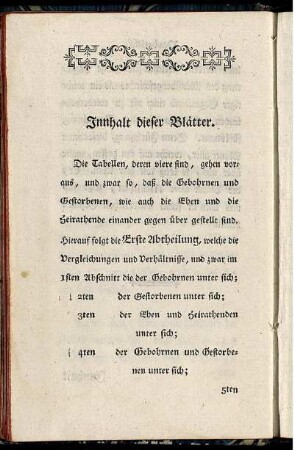 Innhalt dieser Blätter.
Die Tabellen, deren viere sind, gehen vor-
aus, und zwar so, daß die Gebohrnen und
Gestorbenen, wie auch die Ehen und die
Heirathende einander gegen über gestellt sind.
Hierauf folgt die Erste Abtheilung, welche die
Vergleichungen und Verhältnisse, und zwar im
1sten Abschnitt die der Gebohrnen unter sich;
2ten der Gestorbenen unter sich;
3ten der Ehen und Heirathenden
unter sich;
4ten der Gebohrnen und Gestorbe-
nen unter sich;
5ten